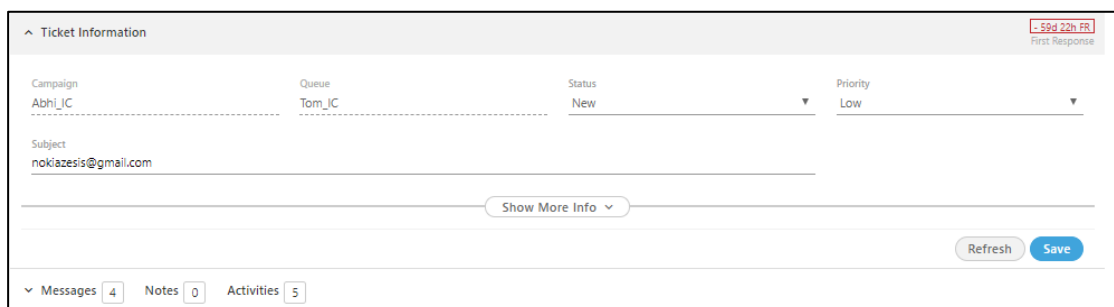 Ticket Information
- 59d 22h FR
First Response
Campaign Queue Status Priority
Abhi_IC Tom_IC New Low
Subject
nokiazesis@gmail.com
Show More Info
Refresh Save
Messages 4 Notes 0 Activities 5